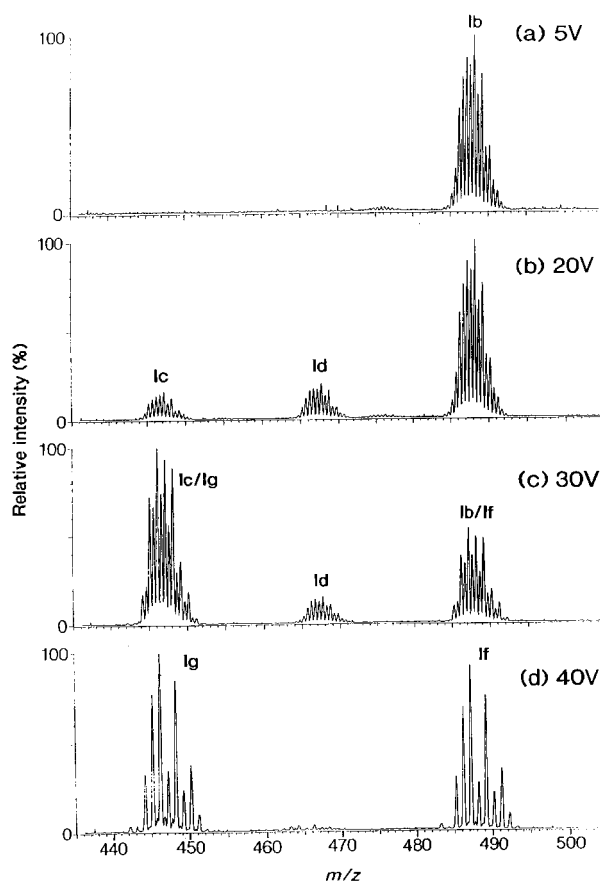 Ib
(a) 5V
100
0
(b) 20V
100
Ic
Id
0
(c) 30V
100
Ic/Ig
Id
Ib/If
0
(d) 40V
100
Ig
If
0
Relative intensity (%)
440 450 460 470 480 490 500
m/z